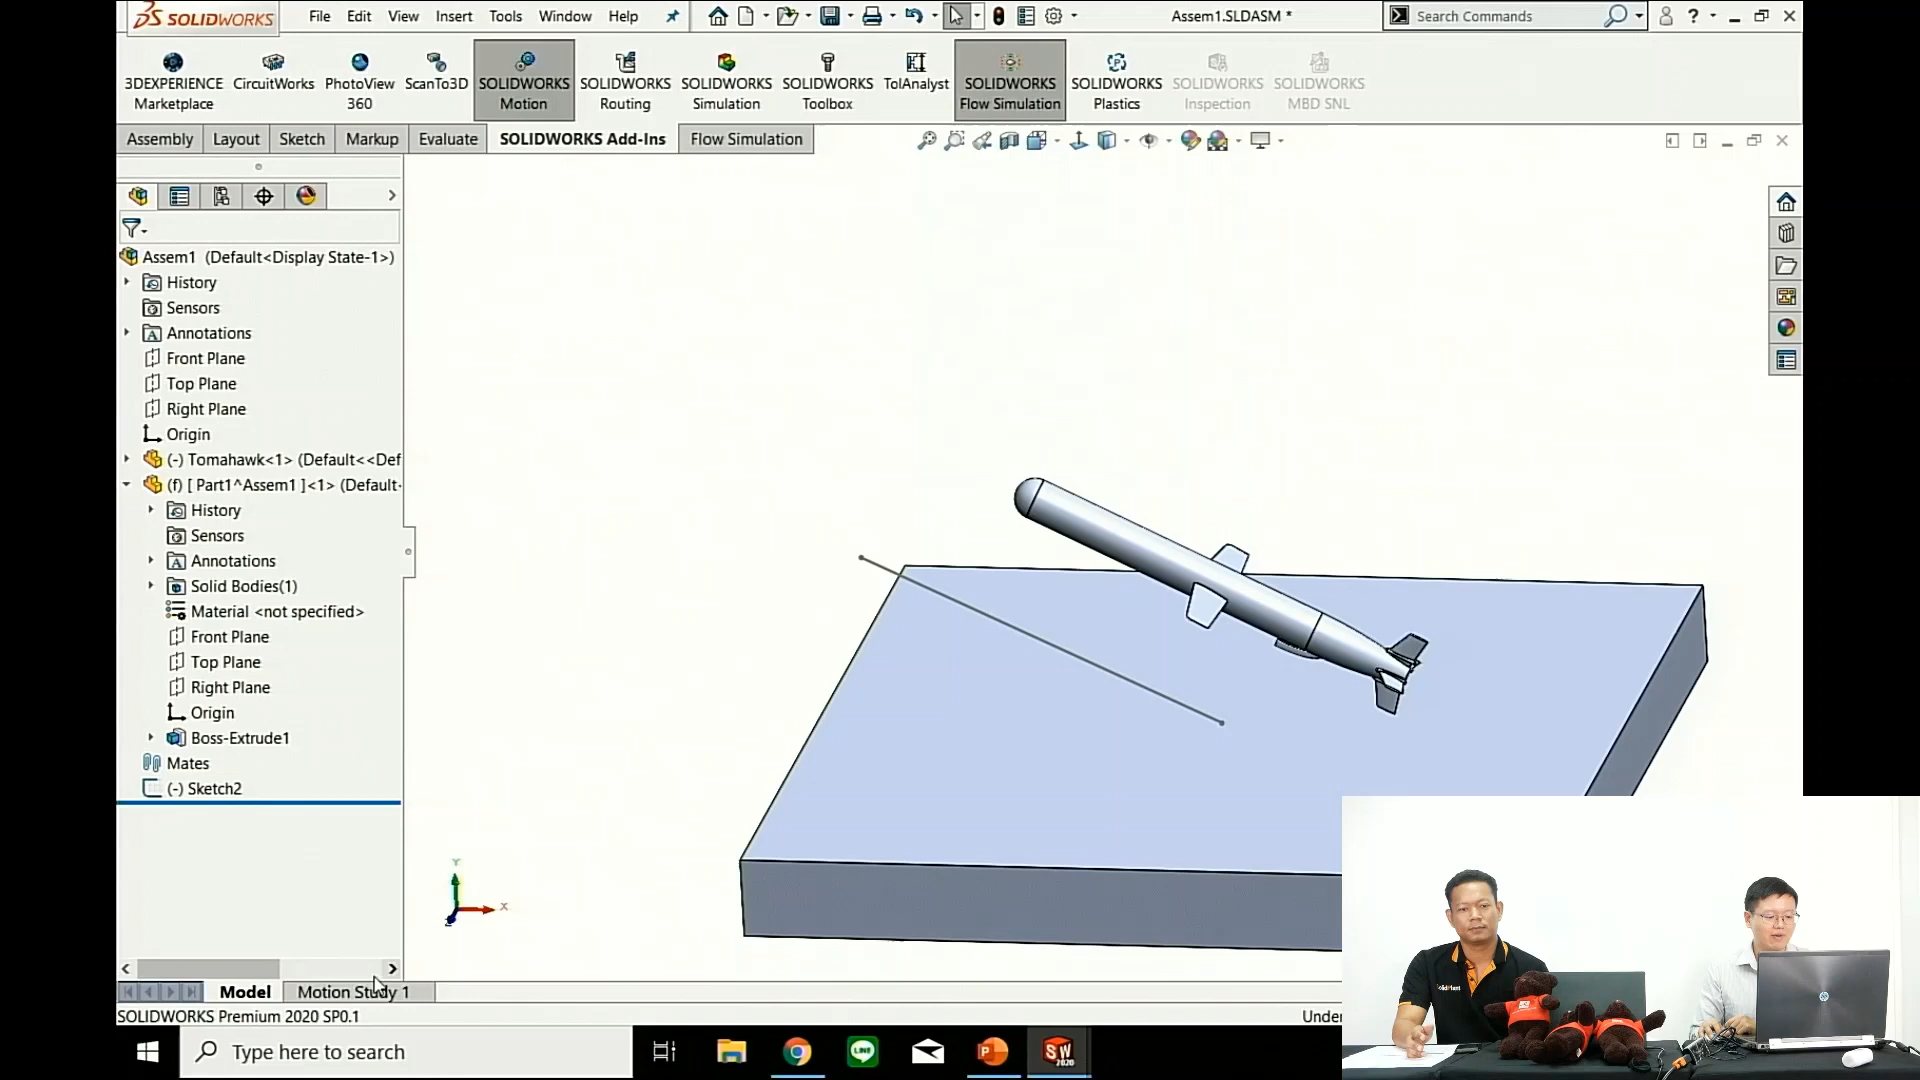 SOLIDWORKS
File Edit View Insert Tools Window Help
Assem1.SLDASM *
Search Commands
?
3DEXPERIENCE Marketplace
CircuitWorks
PhotoView 360
ScanTo3D
SOLIDWORKS Motion
SOLIDWORKS Routing
SOLIDWORKS Simulation
SOLIDWORKS Toolbox
TolAnalyst
SOLIDWORKS Flow Simulation
SOLIDWORKS Plastics
SOLIDWORKS Inspection
SOLIDWORKS MBD SNL
Assembly Layout Sketch Markup Evaluate SOLIDWORKS Add-Ins Flow Simulation
Assem1 (Default<Display State-1>)
History
Sensors
Annotations
Front Plane
Top Plane
Right Plane
Origin
(-) Tomahawk<1> (Default<<Def
(f) [ Part1^Assem1 ]<1> (Default
History
Sensors
Annotations
Solid Bodies(1)
Material <not specified>
Front Plane
Top Plane
Right Plane
Origin
Boss-Extrude1
Mates
(-) Sketch2
Y
X
Model Motion Study 1
SOLIDWORKS Premium 2020 SP0.1
Under
Type here to search
LINE
P
SW
2020